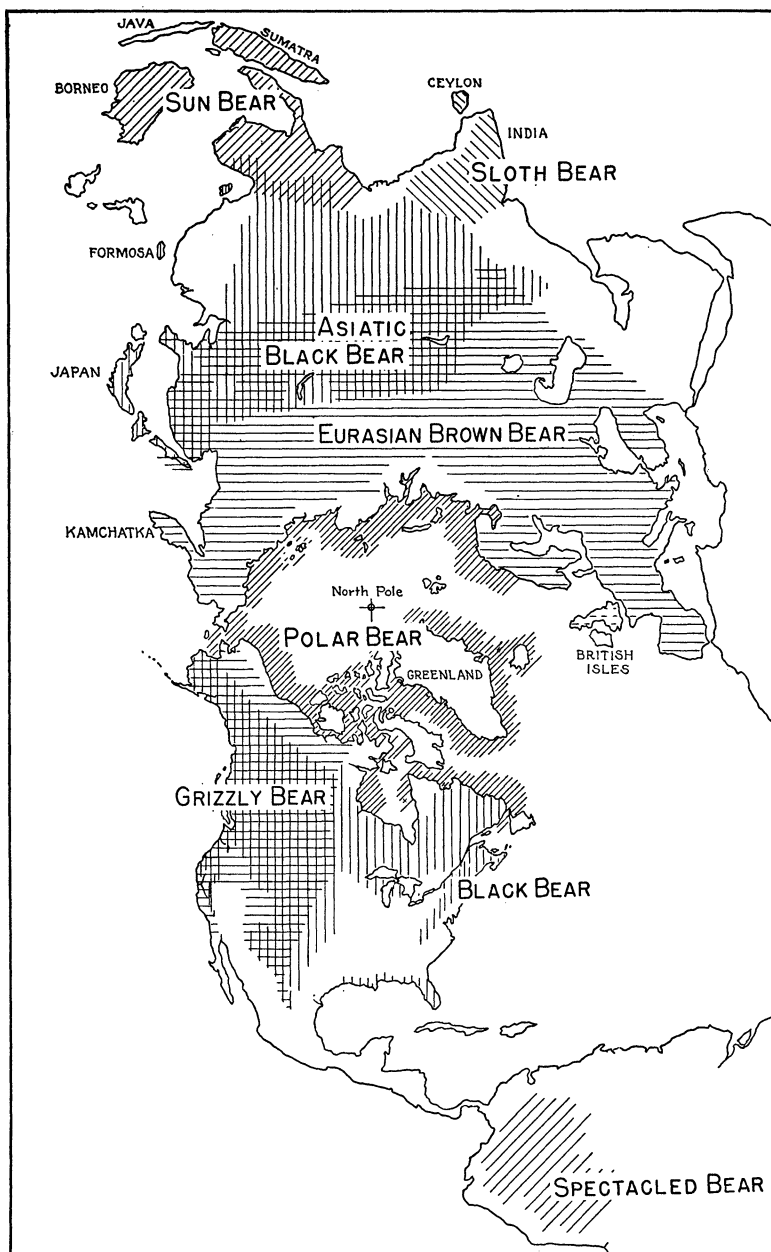 JAVA
SUMATRA
BORNEO
SUN BEAR
CEYLON
INDIA
SLOTH BEAR
FORMOSA
ASIATIC
BLACK BEAR
JAPAN
EURASIAN BROWN BEAR
KAMCHATKA
North Pole
POLAR BEAR
GREENLAND
BRITISH
ISLES
GRIZZLY BEAR
BLACK BEAR
SPECTACLED BEAR